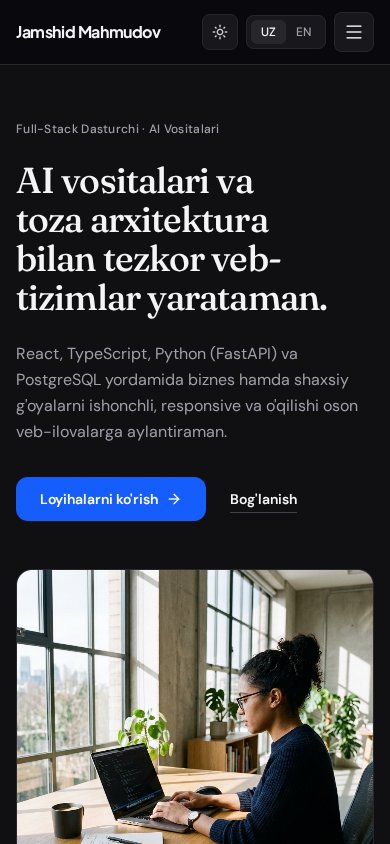 Jamshid Mahmudov
UZ EN
Full-Stack Dasturchi · AI Vositalari
AI vositalari va
toza arxitektura
bilan tezkor veb-
tizimlar yarataman.
React, TypeScript, Python (FastAPI) va
PostgreSQL yordamida biznes hamda shaxsiy
g'oyalarni ishonchli, responsive va o'qilishi oson
veb-ilovalarga aylantiraman.
Loyihalarni ko'rish →
Bog'lanish